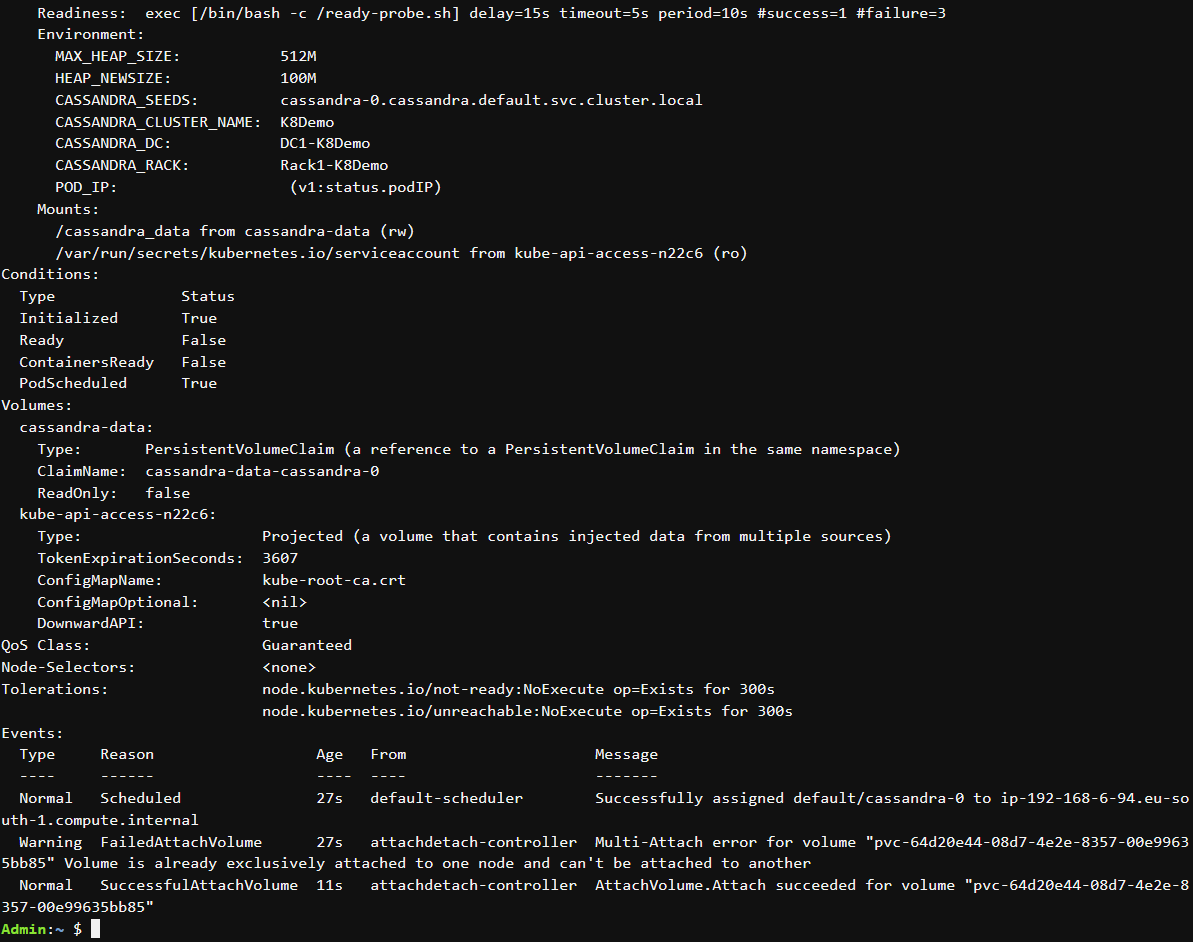 Readiness:  exec [/bin/bash -c /ready-probe.sh] delay=15s timeout=5s period=10s #success=1 #failure=3
    Environment:
      MAX_HEAP_SIZE:           512M
      HEAP_NEWSIZE:            100M
      CASSANDRA_SEEDS:         cassandra-0.cassandra.default.svc.cluster.local
      CASSANDRA_CLUSTER_NAME:  K8Demo
      CASSANDRA_DC:            DC1-K8Demo
      CASSANDRA_RACK:          Rack1-K8Demo
      POD_IP:                   (v1:status.podIP)
    Mounts:
      /cassandra_data from cassandra-data (rw)
      /var/run/secrets/kubernetes.io/serviceaccount from kube-api-access-n22c6 (ro)
Conditions:
  Type              Status
  Initialized       True
  Ready             False
  ContainersReady   False
  PodScheduled      True
Volumes:
  cassandra-data:
    Type:       PersistentVolumeClaim (a reference to a PersistentVolumeClaim in the same namespace)
    ClaimName:  cassandra-data-cassandra-0
    ReadOnly:   false
  kube-api-access-n22c6:
    Type:                    Projected (a volume that contains injected data from multiple sources)
    TokenExpirationSeconds:  3607
    ConfigMapName:           kube-root-ca.crt
    ConfigMapOptional:       <nil>
    DownwardAPI:             true
QoS Class:                   Guaranteed
Node-Selectors:              <none>
Tolerations:                 node.kubernetes.io/not-ready:NoExecute op=Exists for 300s
                             node.kubernetes.io/unreachable:NoExecute op=Exists for 300s
Events:
  Type     Reason                  Age   From                     Message
  ----     ------                  ----  ----                     -------
  Normal   Scheduled               27s   default-scheduler        Successfully assigned default/cassandra-0 to ip-192-168-6-94.eu-so
uth-1.compute.internal
  Warning  FailedAttachVolume      27s   attachdetach-controller  Multi-Attach error for volume "pvc-64d20e44-08d7-4e2e-8357-00e9963
5bb85" Volume is already exclusively attached to one node and can't be attached to another
  Normal   SuccessfulAttachVolume  11s   attachdetach-controller  AttachVolume.Attach succeeded for volume "pvc-64d20e44-08d7-4e2e-8
357-00e99635bb85"
Admin:~ $